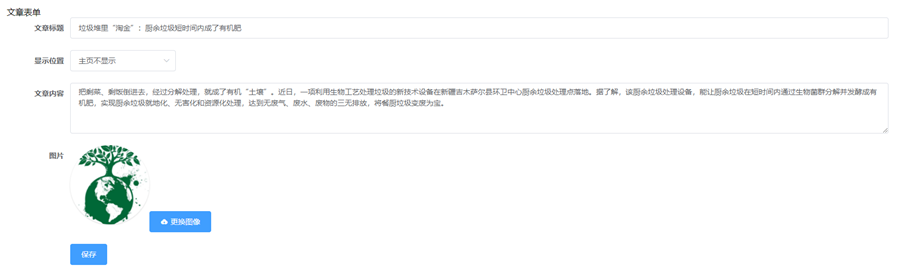 文章表单
文章标题 垃圾堆里“淘金”：厨余垃圾短时间内成了有机肥
显示位置 主页不显示
文章内容 把剩菜、剩饭倒进去，经过分解处理，就成了有机“土壤”。近日，一项利用生物工艺处理垃圾的新技术设备在新疆吉木萨尔县环卫中心厨余垃圾处理点落地。据了解，该厨余垃圾处理设备，能让厨余垃圾在短时间内通过生物菌群分解并发酵成有
机肥，实现厨余垃圾就地化、无害化和资源化处理，达到无废气、废水、废物的三无排放，将餐厨垃圾变废为宝。
图片
更换图像
保存